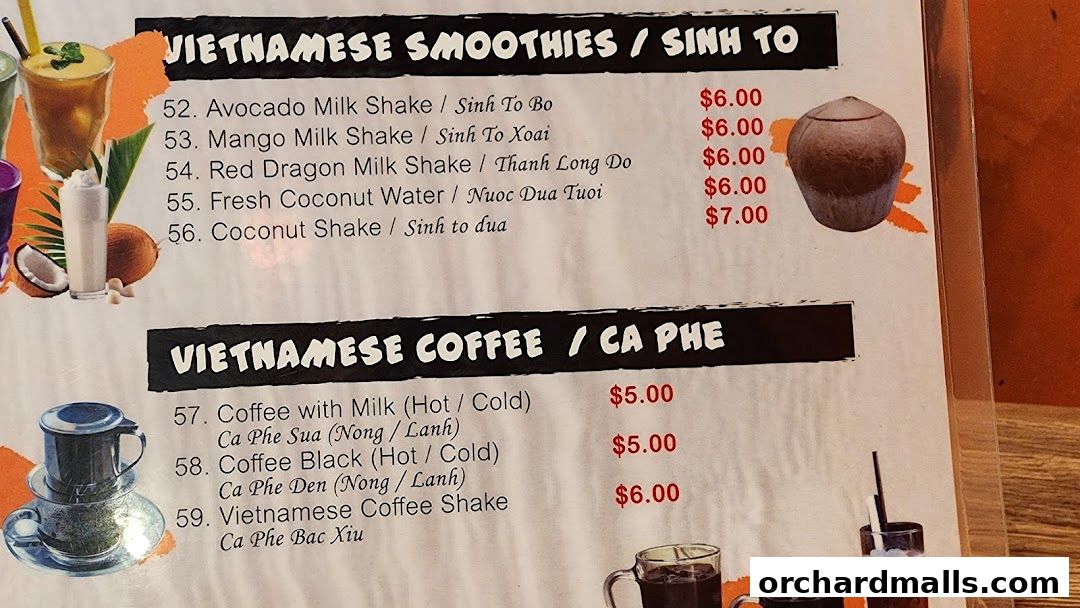 VIETNAMESE SMOOTHIES / SINH TO
52. Avocado Milk Shake / Sinh To Bo $6.00
53. Mango Milk Shake / Sinh To Xoai $6.00
54. Red Dragon Milk Shake / Thanh Long Do $6.00
55. Fresh Coconut Water / Nuoc Dua Tuoi $6.00
56. Coconut Shake / Sinh to dua $7.00
VIETNAMESE COFFEE / CA PHE
57. Coffee with Milk (Hot / Cold) $5.00
Ca Phe Sua (Nong / Lanh)
58. Coffee Black (Hot / Cold) $5.00
Ca Phe Den (Nong / Lanh)
59. Vietnamese Coffee Shake $6.00
Ca Phe Bac Xiu
orchardmalls.com